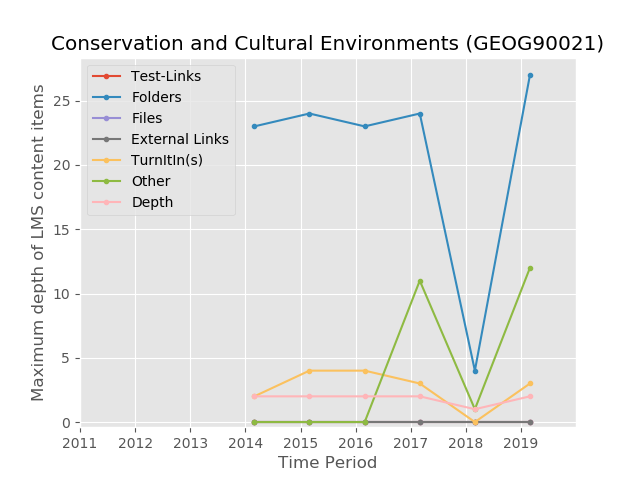 Conservation and Cultural Environments (GEOG90021)
Test-Links
Folders
Files
External Links
TurnItIn(s)
Other
Depth
Maximum depth of LMS content items
25
20
15
10
5
0
2011 2012 2013 2014 2015 2016 2017 2018 2019
Time Period